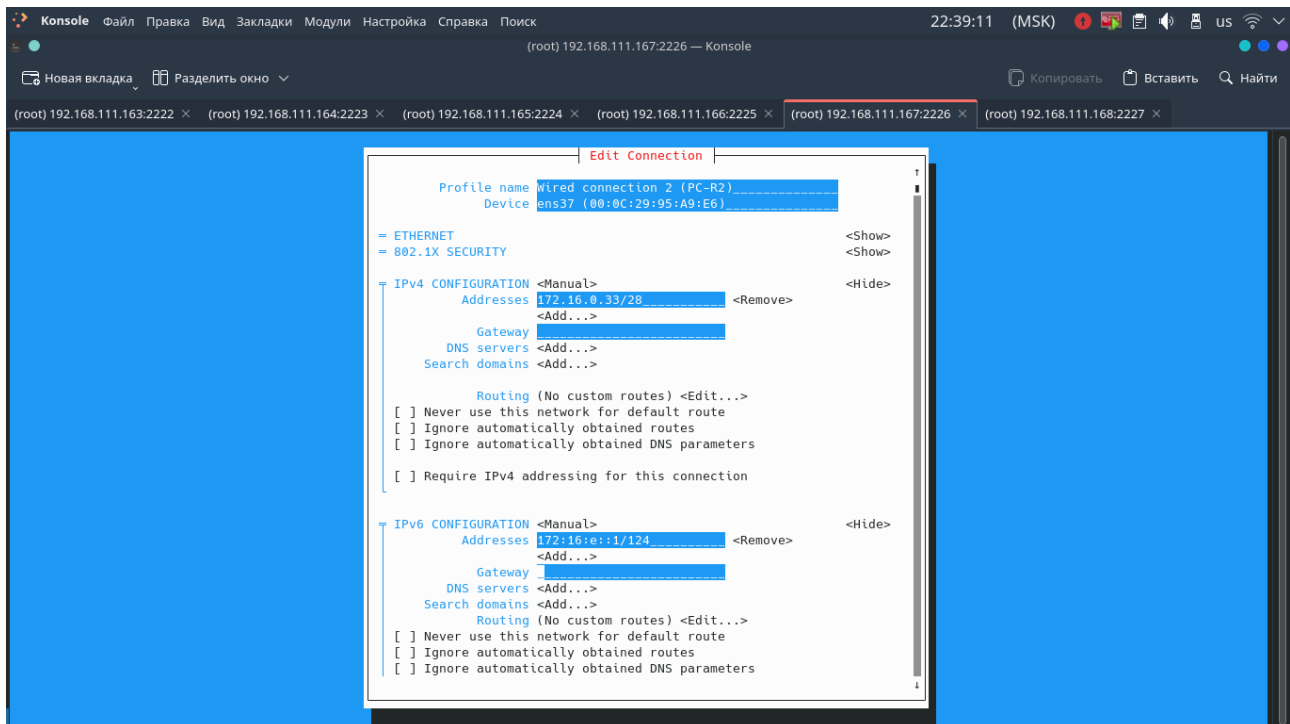 Konsole Файл Правка Вид Закладки Модули Настройка Справка Поиск 22:39:11 (MSK) us
(root) 192.168.111.167:2226 — Konsole
Новая вкладка Разделить окно Копировать Вставить Найти
(root) 192.168.111.163:2222 (root) 192.168.111.164:2223 (root) 192.168.111.165:2224 (root) 192.168.111.166:2225 (root) 192.168.111.167:2226 (root) 192.168.111.168:2227
Edit Connection
Profile name Wired connection 2 (PC-R2)______________
Device ens37 (00:0C:29:95:A9:E6)_______________
= ETHERNET <Show>
= 802.1X SECURITY <Show>
IPv4 CONFIGURATION <Manual> <Hide>
Addresses 172.16.0.33/28___________ <Remove>
<Add...>
Gateway _________________________
DNS servers <Add...>
Search domains <Add...>
Routing (No custom routes) <Edit...>
[ ] Never use this network for default route
[ ] Ignore automatically obtained routes
[ ] Ignore automatically obtained DNS parameters
[ ] Require IPv4 addressing for this connection
IPv6 CONFIGURATION <Manual> <Hide>
Addresses 172:16:e::1/124__________ <Remove>
<Add...>
Gateway _________________________
DNS servers <Add...>
Search domains <Add...>
Routing (No custom routes) <Edit...>
[ ] Never use this network for default route
[ ] Ignore automatically obtained routes
[ ] Ignore automatically obtained DNS parameters